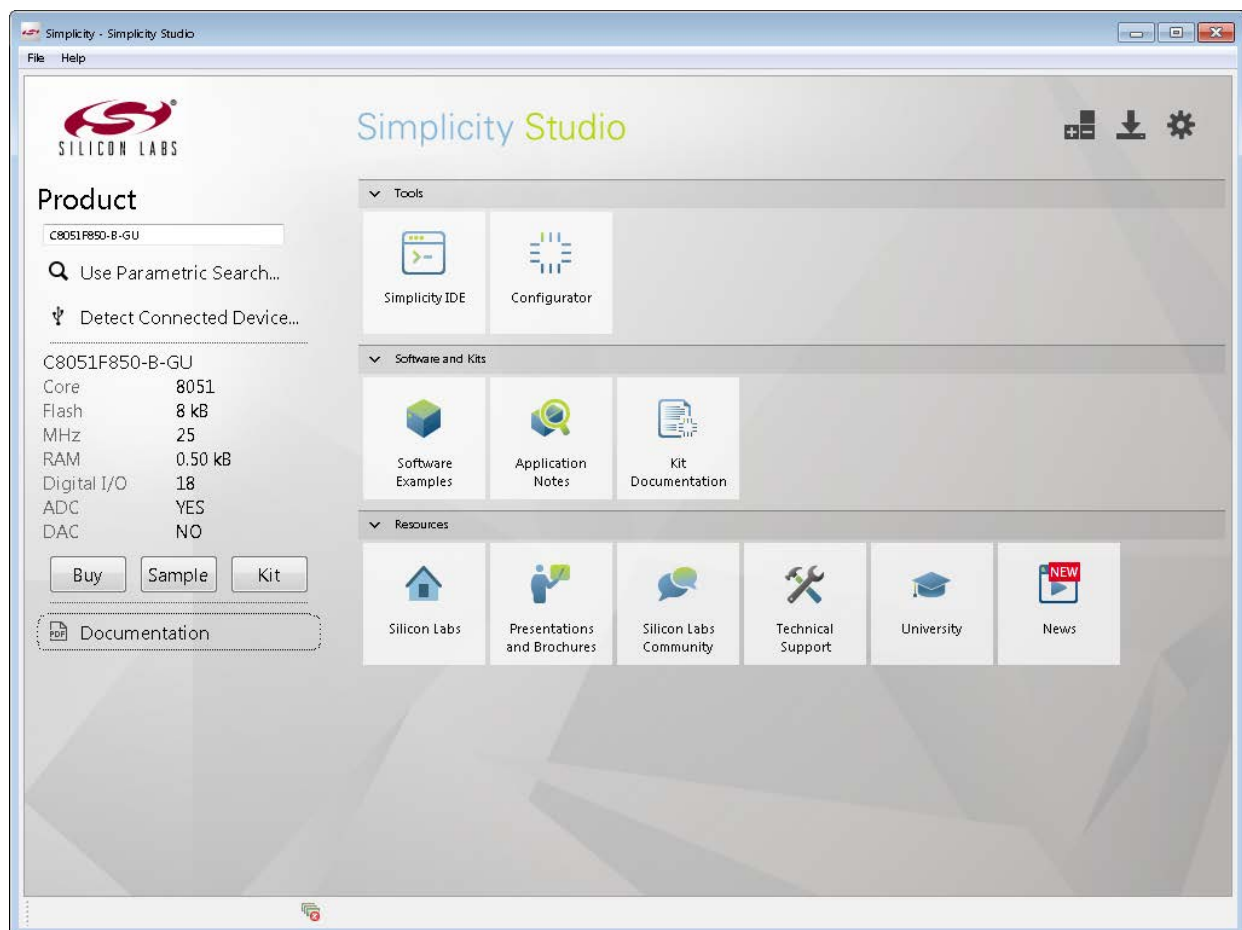 Simplicity - Simplicity Studio
File Help
SILICON LABS
Simplicity Studio
Product
C8051F850-B-GU
Use Parametric Search...
Detect Connected Device...
C8051F850-B-GU
Core 8051
Flash 8 kB
MHz 25
RAM 0.50 kB
Digital I/O 18
ADC YES
DAC NO
Buy Sample Kit
PDF Documentation
Tools
Simplicity IDE
Configurator
Software and Kits
Software
Examples
Application
Notes
Kit
Documentation
Resources
Silicon Labs
Presentations
and Brochures
Silicon Labs
Community
Technical
Support
University
NEW
News